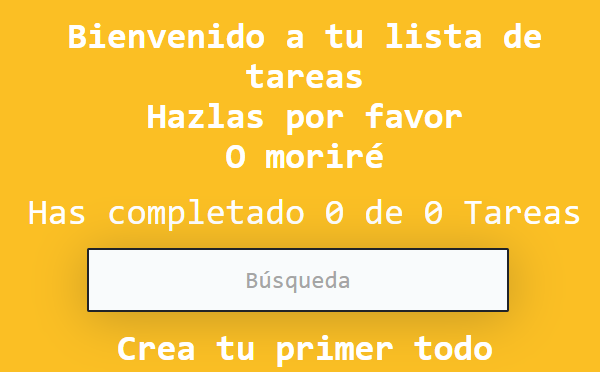 Bienvenido a tu lista de
tareas
Hazlas por favor
O moriré
Has completado 0 de 0 Tareas
Búsqueda
Crea tu primer todo